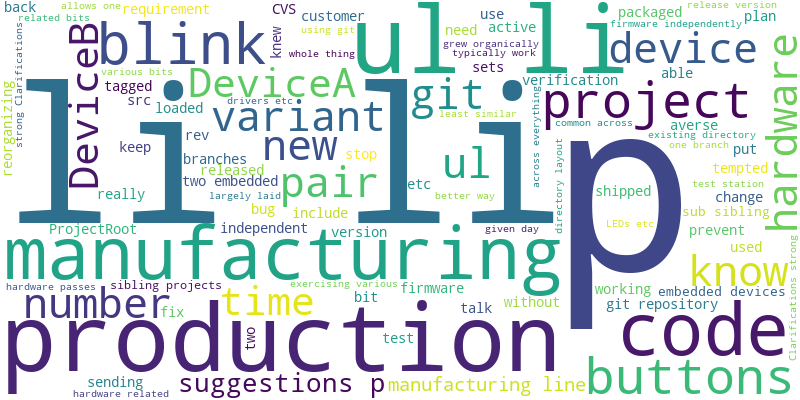 back
allows one
requirement
related bits
CVS
customer
using git
whole thing
knew
use
active
need
grew organically
typically work
packaged
release version
firmware independently
plan
strong Clarifications
reorganizing
DeviceB
blink
ul li
device
various bits
tagged
src
DeviceA
loaded
drivers etc
git
sets
verification
able
project
hardware
variant
least similar
across everything
common across
averse
existing directory
one branch
put
keep
rev
new
stop
branches
two embedded
released
really
largely laid
pair
ul
etc
better way
li li p
directory layout
shipped
tempted
test station
change
sub sibling
LEDs etc
prevent
bug
include
ProjectRoot
independent
version
given day
used
manufacturing
know
Clarifications strong
hardware passes
sibling projects
exercising various
firmware
working
embedded devices
number
time
bit
talk
without
git repository
fix
production
two
test
code
sending
hardware related
suggestions p
manufacturing line
buttons